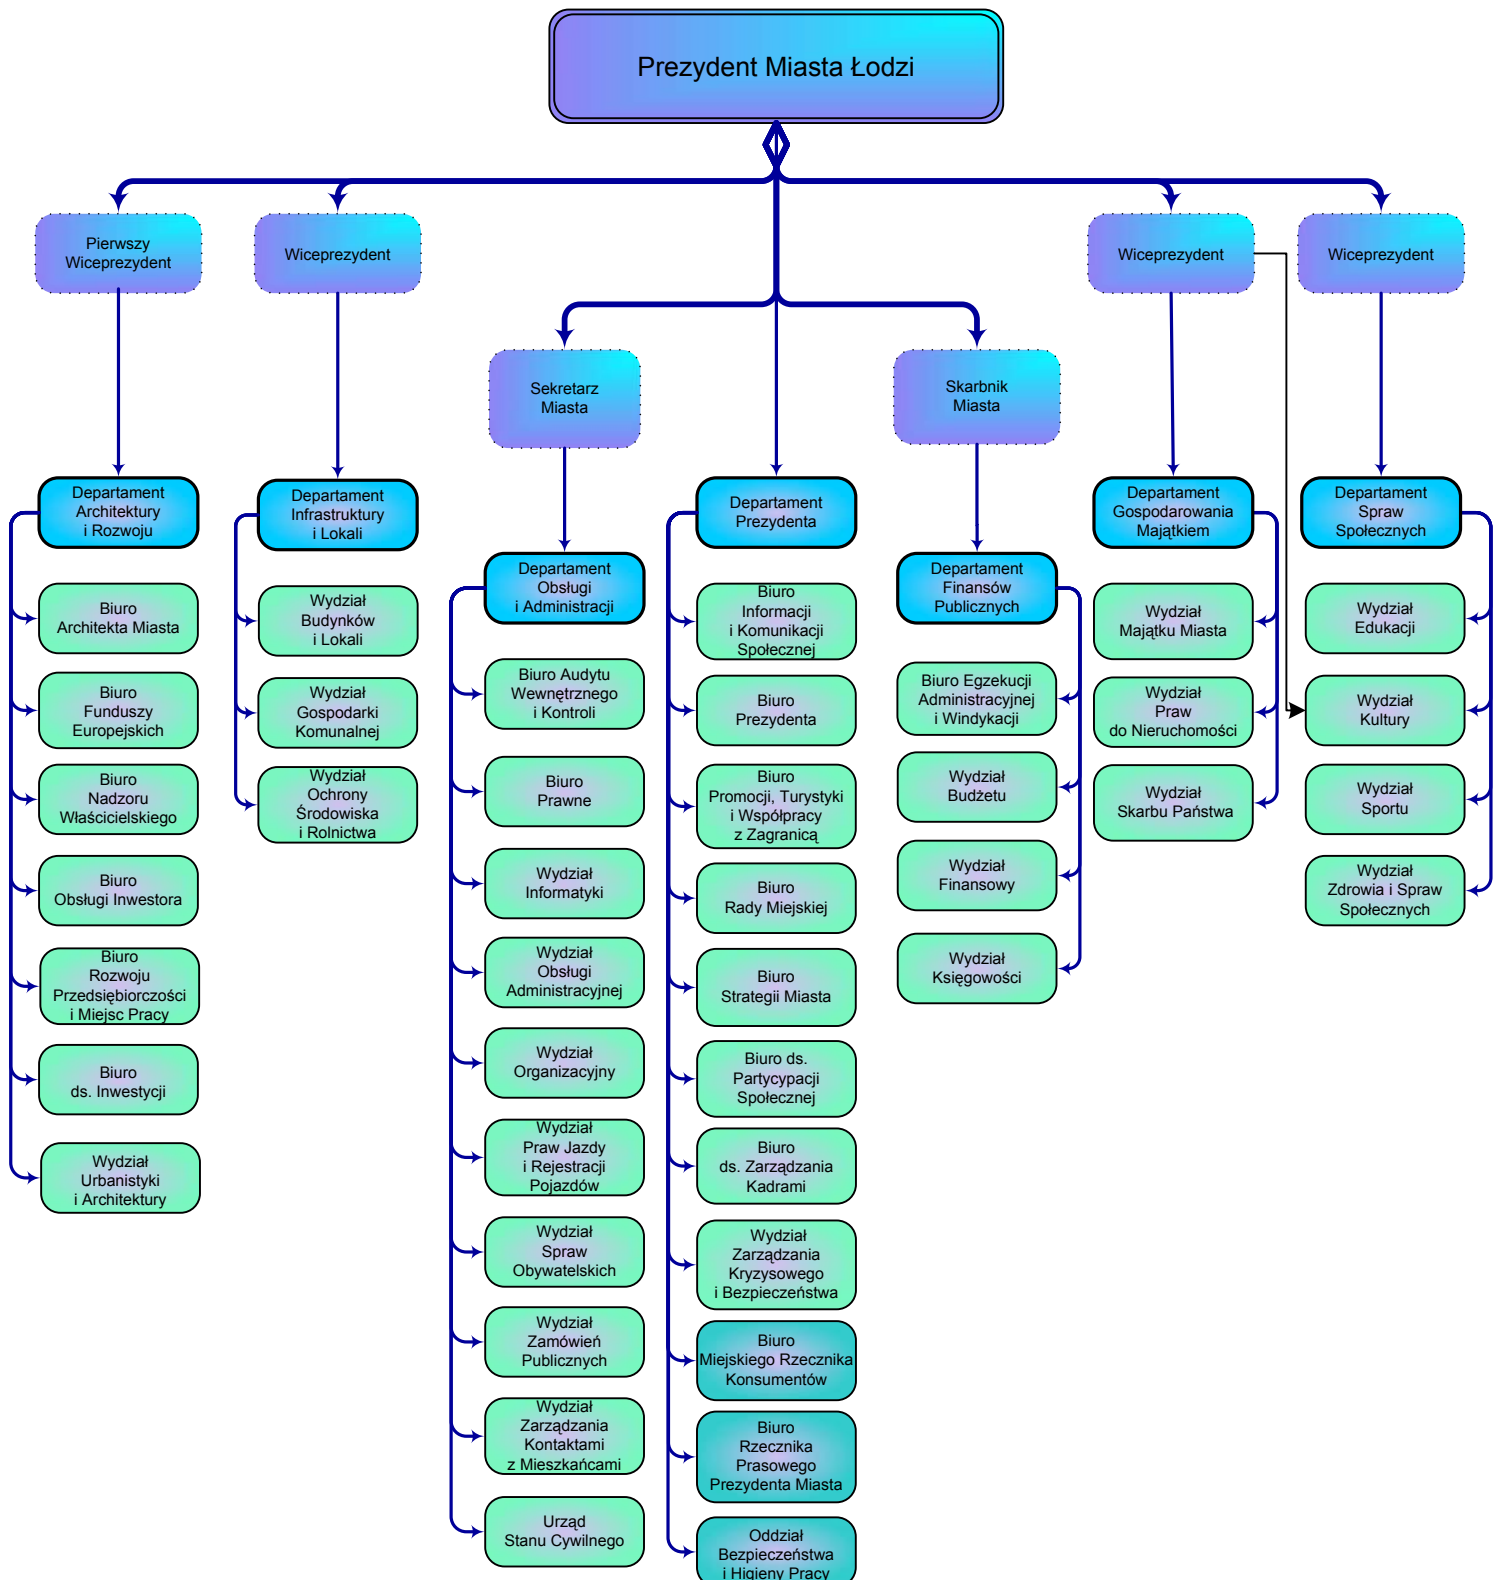 Prezydent Miasta Łodzi
Pierwszy
Wiceprezydent
Wiceprezydent
Wiceprezydent
Wiceprezydent
Sekretarz
Miasta
Skarbnik
Miasta
Departament
Architektury
i Rozwoju
Biuro
Architekta Miasta
Biuro
Funduszy
Europejskich
Biuro
Nadzoru
Właścicielskiego
Biuro
Obsługi Inwestora
Biuro
Rozwoju
Przedsiębiorczości
i Miejsc Pracy
Biuro
ds. Inwestycji
Wydział
Urbanistyki
i Architektury
Departament
Infrastruktury
i Lokali
Wydział
Budynków
i Lokali
Wydział
Gospodarki
Komunalnej
Wydział
Ochrony
Środowiska
i Rolnictwa
Departament
Obsługi
i Administracji
Biuro Audytu
Wewnętrznego
i Kontroli
Biuro
Prawne
Wydział
Informatyki
Wydział
Obsługi
Administracyjnej
Wydział
Organizacyjny
Wydział
Praw Jazdy
i Rejestracji
Pojazdów
Wydział
Spraw
Obywatelskich
Wydział
Zamówień
Publicznych
Wydział
Zarządzania
Kontaktami
z Mieszkańcami
Urząd
Stanu Cywilnego
Departament
Prezydenta
Biuro
Informacji
i Komunikacji
Społecznej
Biuro
Prezydenta
Biuro
Promocji, Turystyki
i Współpracy
z Zagranicą
Biuro
Rady Miejskiej
Biuro
Strategii Miasta
Biuro ds.
Partycypacji
Społecznej
Biuro
ds. Zarządzania
Kadrami
Wydział
Zarządzania
Kryzysowego
i Bezpieczeństwa
Biuro
Miejskiego Rzecznika
Konsumentów
Biuro
Rzecznika
Prasowego
Prezydenta Miasta
Oddział
Bezpieczeństwa
i Higieny Pracy
Departament
Finansów
Publicznych
Biuro Egzekucji
Administracyjnej
i Windykacji
Wydział
Budżetu
Wydział
Finansowy
Wydział
Księgowości
Departament
Gospodarowania
Majątkiem
Wydział
Majątku Miasta
Wydział
Praw
do Nieruchomości
Wydział
Skarbu Państwa
Departament
Spraw
Społecznych
Wydział
Edukacji
Wydział
Kultury
Wydział
Sportu
Wydział
Zdrowia i Spraw
Społecznych